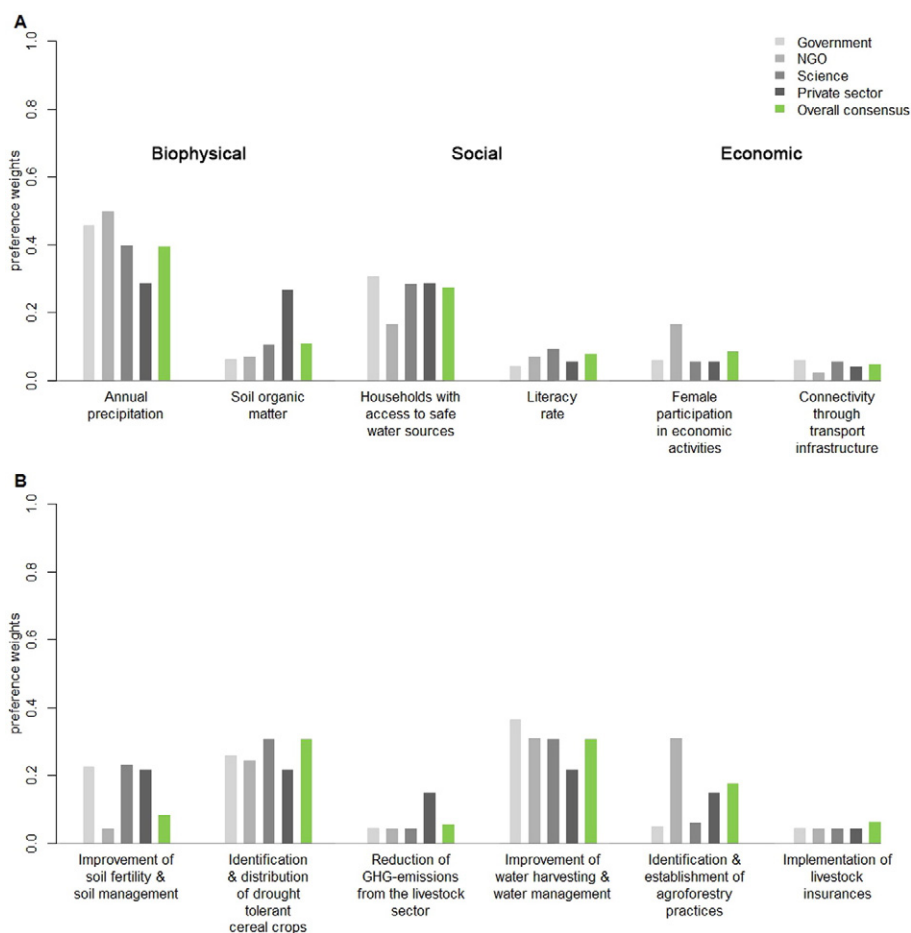 A
1.0
0.8
0.6
0.4
0.2
0.0
preference weights
Government
NGO
Science
Private sector
Overall consensus
Biophysical
Social
Economic
Annual
precipitation
Soil organic
matter
Households with
access to safe
water sources
Literacy
rate
Female
participation
in economic
activities
Connectivity
through
transport
infrastructure
B
1.0
0.8
0.6
0.4
0.2
0.0
preference weights
Improvement of
soil fertility &
soil management
Identification
& distribution
of drought
tolerant
cereal crops
Reduction of
GHG-emissions
from the livestock
sector
Improvement of
water harvesting &
water management
Identification &
establishment of
agroforestry
practices
Implementation of
livestock
insurances